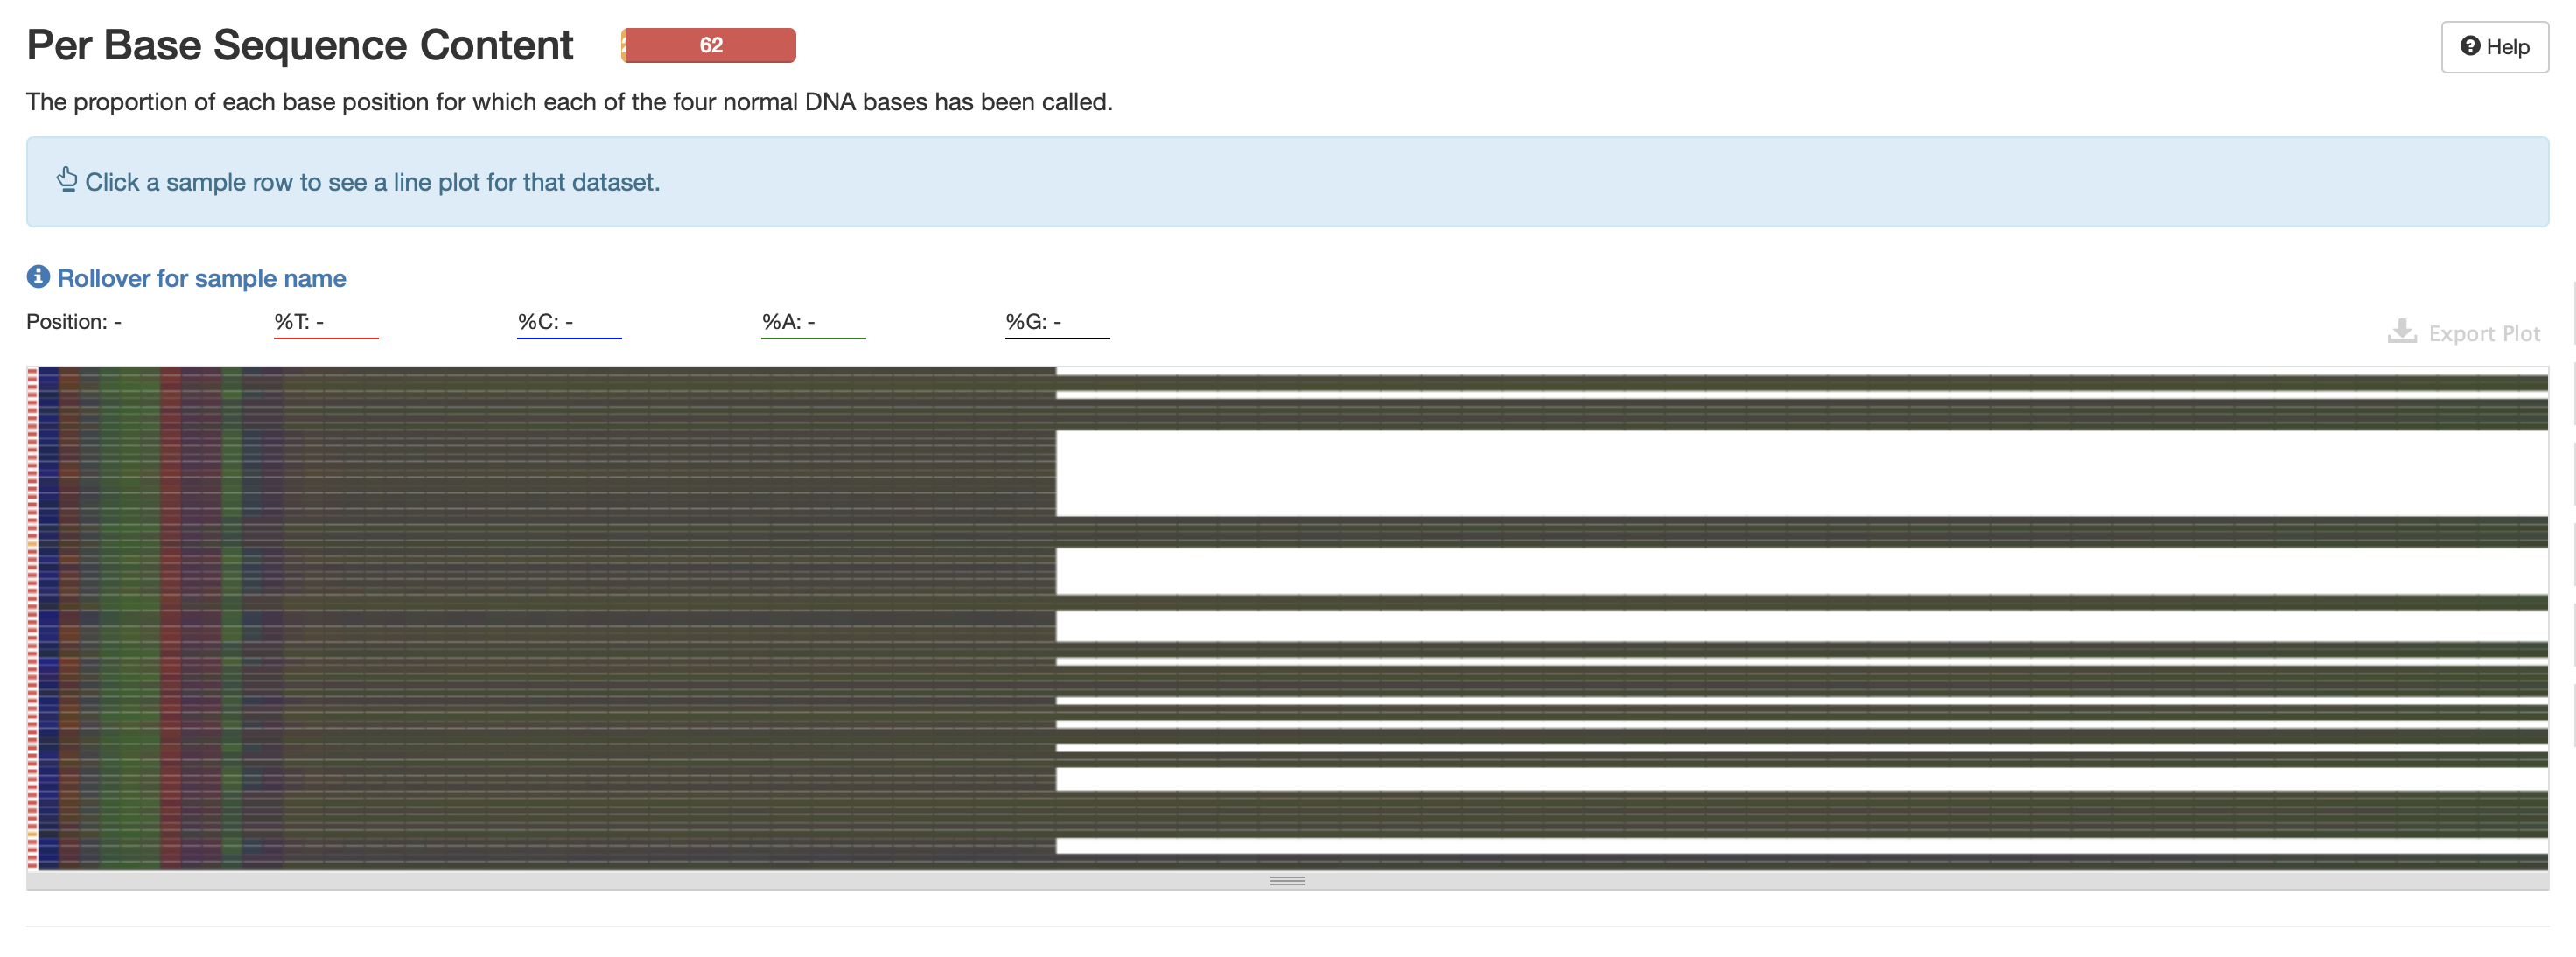 Per Base Sequence Content
62
Help
The proportion of each base position for which each of the four normal DNA bases has been called.
Click a sample row to see a line plot for that dataset.
Rollover for sample name
Position: - %T: - %C: - %A: - %G: -
Export Plot